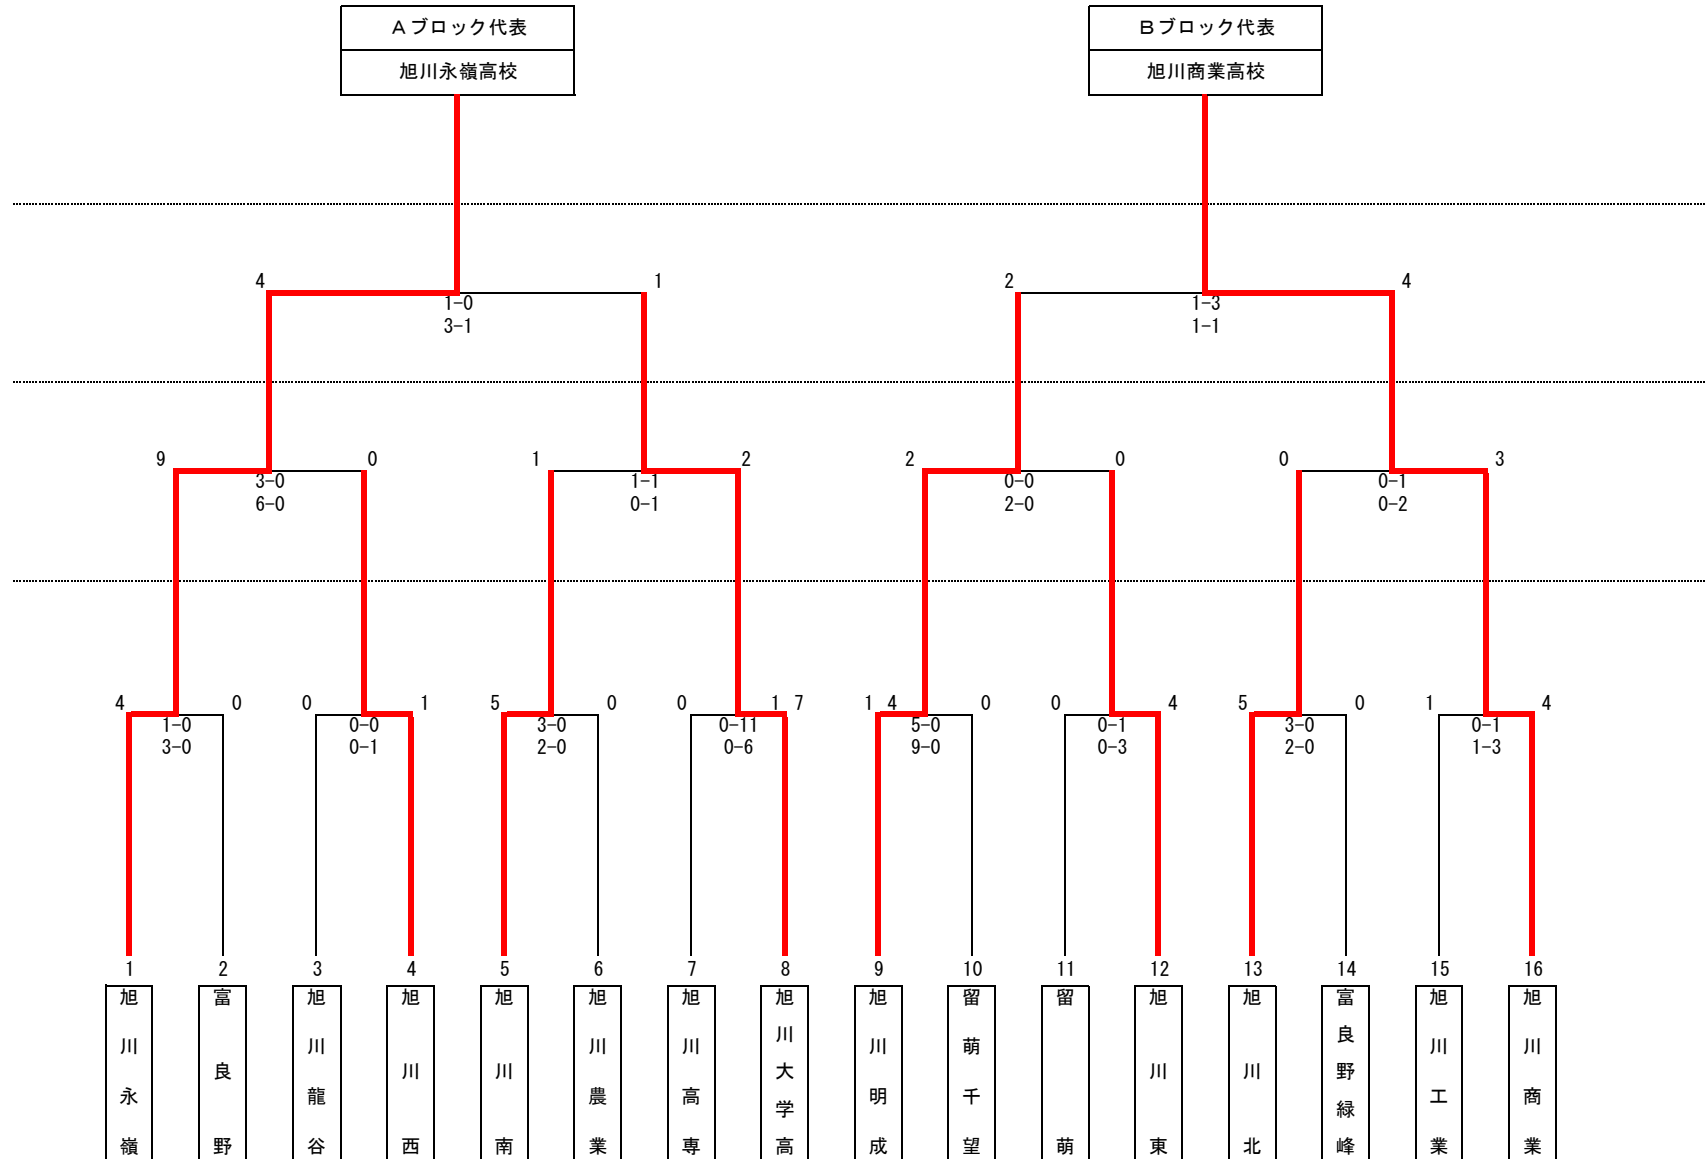 Ａブロック代表 Ｂブロック代表
旭川永嶺高校 旭川商業高校
4 1 2 4
1-0 1-3
3-1 1-1
9 0 1 2 2 0 0 3
3-0 1-1 0-0 0-1
6-0 0-1 2-0 0-2
4 0 0 1 5 0 0 17 14 0 0 4 5 0 1 4
1-0 0-0 3-0 0-11 5-0 0-1 3-0 0-1
3-0 0-1 2-0 0-6 9-0 0-3 2-0 1-3
1 2 3 4 5 6 7 8 9 10 11 12 13 14 15 16
旭川永嶺
富良野
旭川龍谷
旭川西
旭川南
旭川農業
旭川高専
旭川大学高
旭川明成
留萌千望
留萌
旭川東
旭川北
富良野緑峰
旭川工業
旭川商業